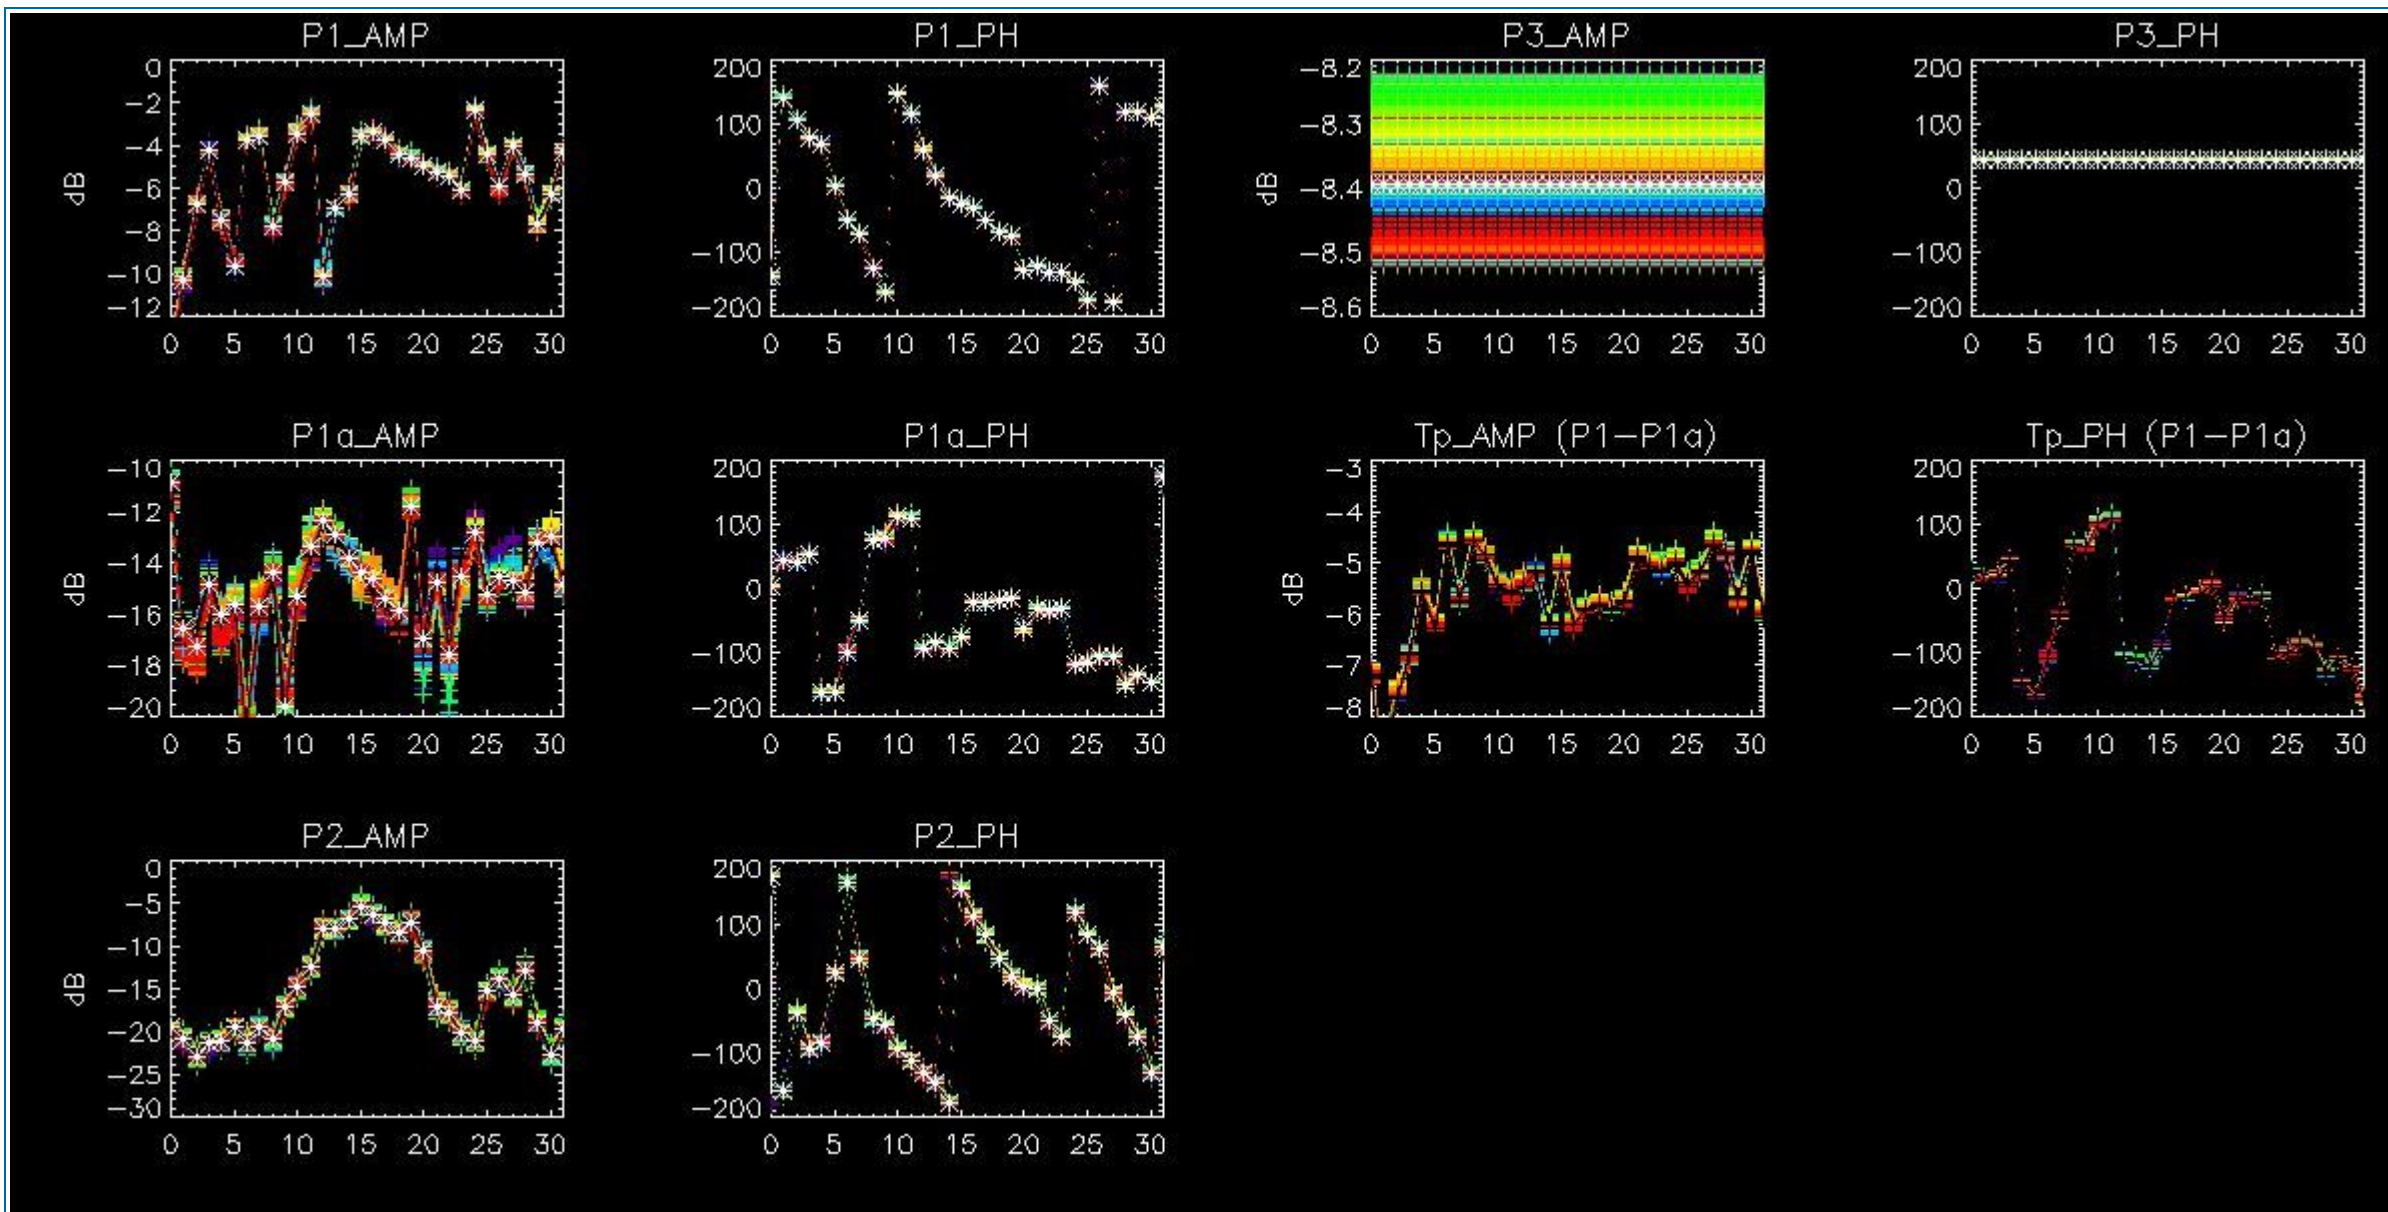 P1_AMP P1_PH P3_AMP P3_PH
0 200 -8.2 200
-2 100 -8.3 100
-4 0 -8.4 0
-6 -100 -8.5 -100
-8 -200 -8.6 -200
-10
-12
dB dB
0 5 10 15 20 25 30 0 5 10 15 20 25 30 0 5 10 15 20 25 30 0 5 10 15 20 25 30
P1a_AMP P1a_PH Tp_AMP (P1-P1a) Tp_PH (P1-P1a)
-10 200 -3 200
-12 100 -4 100
-14 0 -5 0
-16 -100 -6 -100
-18 -200 -7 -200
-20 -8
dB dB
0 5 10 15 20 25 30 0 5 10 15 20 25 30 0 5 10 15 20 25 30 0 5 10 15 20 25 30
P2_AMP P2_PH
0 200
-5 100
-10 0
-15 -100
-20 -200
-25
-30
dB
0 5 10 15 20 25 30 0 5 10 15 20 25 30